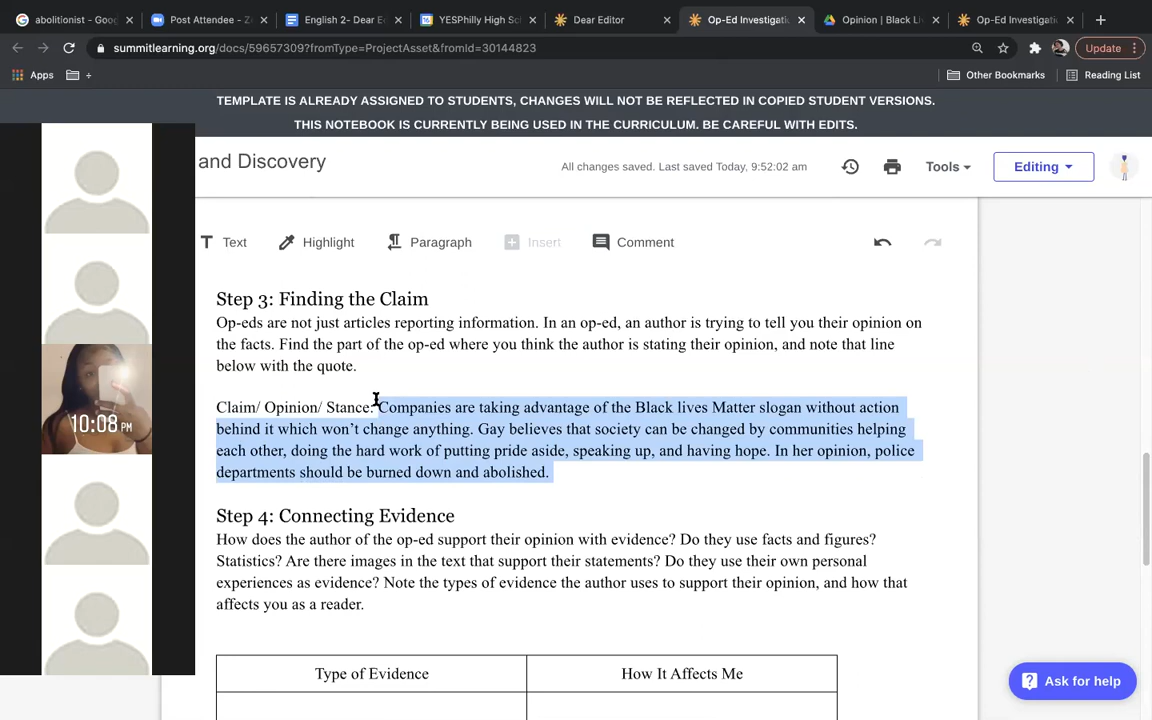 abolitionist - Goog
Post Attendee - Z
English 2- Dear E
YESPhilly High Sc
Dear Editor
Op-Ed Investigati
Opinion | Black Li
Op-Ed Investigati
summitlearning.org/docs/59657309?fromType=ProjectAsset&fromId=30144823
Update
Apps
Other Bookmarks
Reading List
TEMPLATE IS ALREADY ASSIGNED TO STUDENTS, CHANGES WILL NOT BE REFLECTED IN COPIED STUDENT VERSIONS.
THIS NOTEBOOK IS CURRENTLY BEING USED IN THE CURRICULUM. BE CAREFUL WITH EDITS.
and Discovery
All changes saved. Last saved Today, 9:52:02 am
Tools
Editing
Text
Highlight
Paragraph
Insert
Comment
Step 3: Finding the Claim
Op-eds are not just articles reporting information. In an op-ed, an author is trying to tell you their opinion on
the facts. Find the part of the op-ed where you think the author is stating their opinion, and note that line
below with the quote.
Claim/ Opinion/ Stance: Companies are taking advantage of the Black lives Matter slogan without action
behind it which won't change anything. Gay believes that society can be changed by communities helping
each other, doing the hard work of putting pride aside, speaking up, and having hope. In her opinion, police
departments should be burned down and abolished.
10:08 PM
Step 4: Connecting Evidence
How does the author of the op-ed support their opinion with evidence? Do they use facts and figures?
Statistics? Are there images in the text that support their statements? Do they use their own personal
experiences as evidence? Note the types of evidence the author uses to support their opinion, and how that
affects you as a reader.
Type of Evidence
How It Affects Me
Ask for help